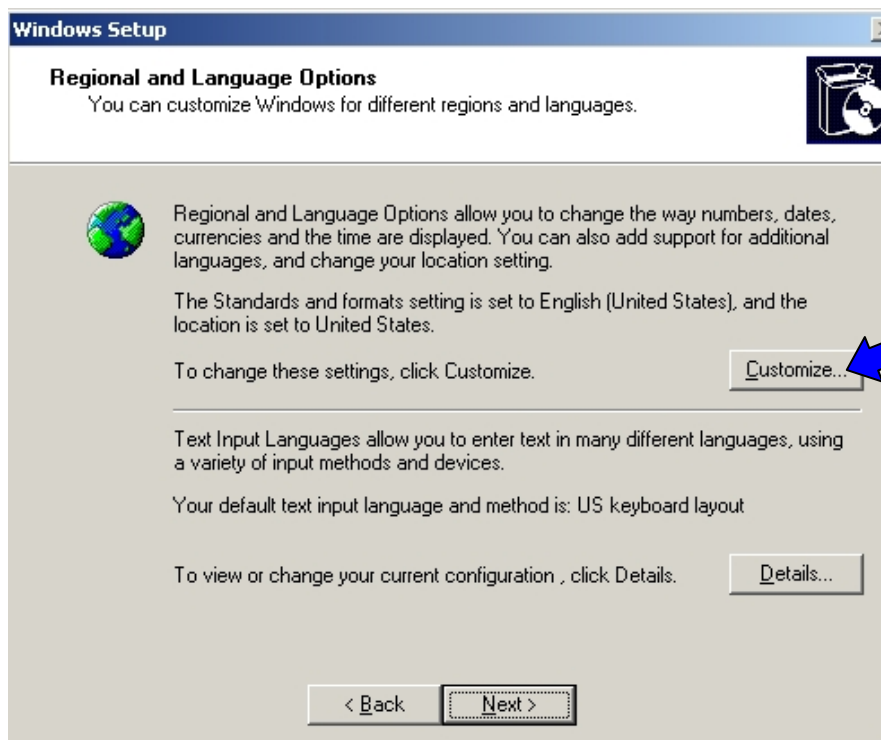 Windows Setup
Regional and Language Options
You can customize Windows for different regions and languages.
Regional and Language Options allow you to change the way numbers, dates,
currencies and the time are displayed. You can also add support for additional
languages, and change your location setting.
The Standards and formats setting is set to English (United States), and the
location is set to United States.
To change these settings, click Customize.
Customize...
Text Input Languages allow you to enter text in many different languages, using
a variety of input methods and devices.
Your default text input language and method is: US keyboard layout
To view or change your current configuration , click Details.
Details...
< Back
Next >